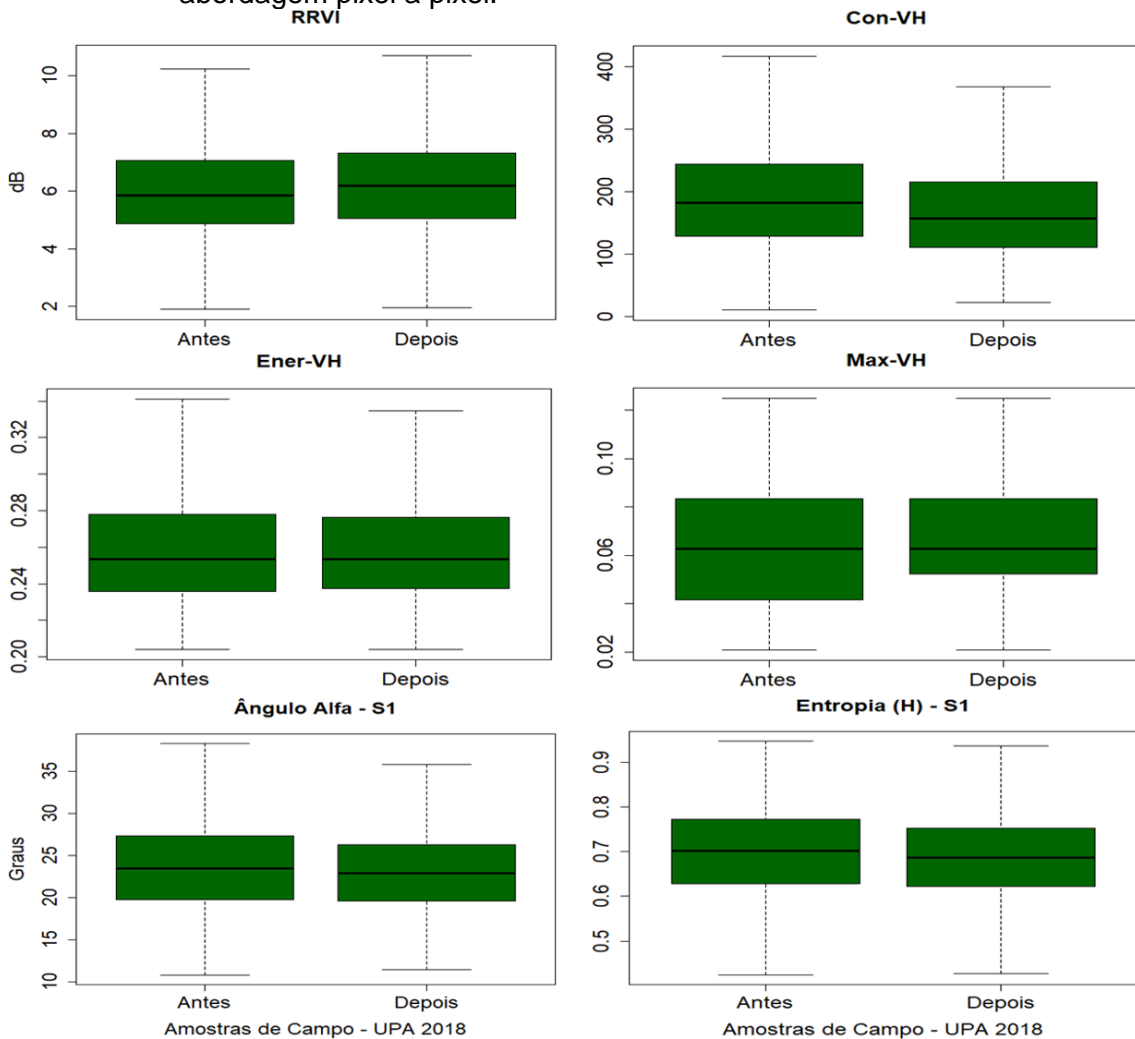 abordagem pixel a pixel.
RRVI
dB
10
8
6
4
2
Antes Depois
Con-VH
400
300
200
100
0
Antes Depois
Ener-VH
0.32
0.28
0.24
0.20
Antes Depois
Max-VH
0.10
0.06
0.02
Antes Depois
Ângulo Alfa - S1
Graus
35
30
25
20
15
10
Antes Depois
Amostras de Campo - UPA 2018
Entropia (H) - S1
0.9
0.8
0.7
0.6
0.5
Antes Depois
Amostras de Campo - UPA 2018